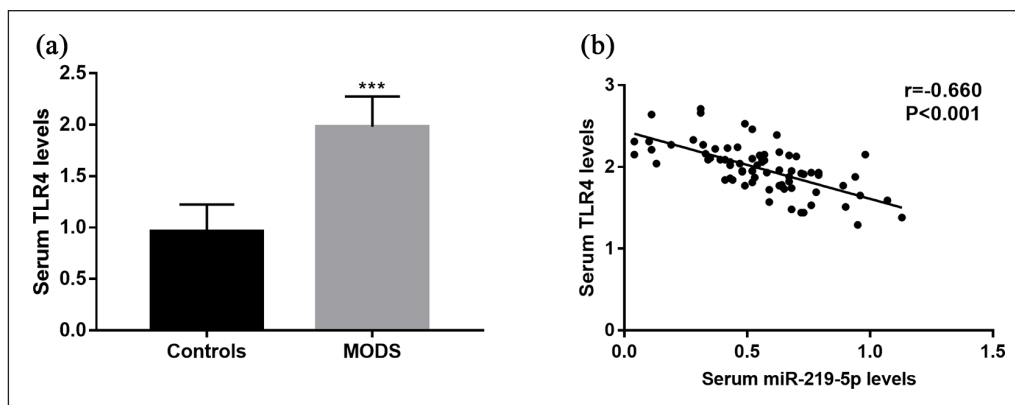 (a)
Serum TLR4 levels
2.5
2.0
1.5
1.0
0.5
0.0
***
Controls
MODS
(b)
Serum TLR4 levels
3
2
1
0
r=-0.660
P<0.001
0.0
0.5
1.0
1.5
Serum miR-219-5p levels